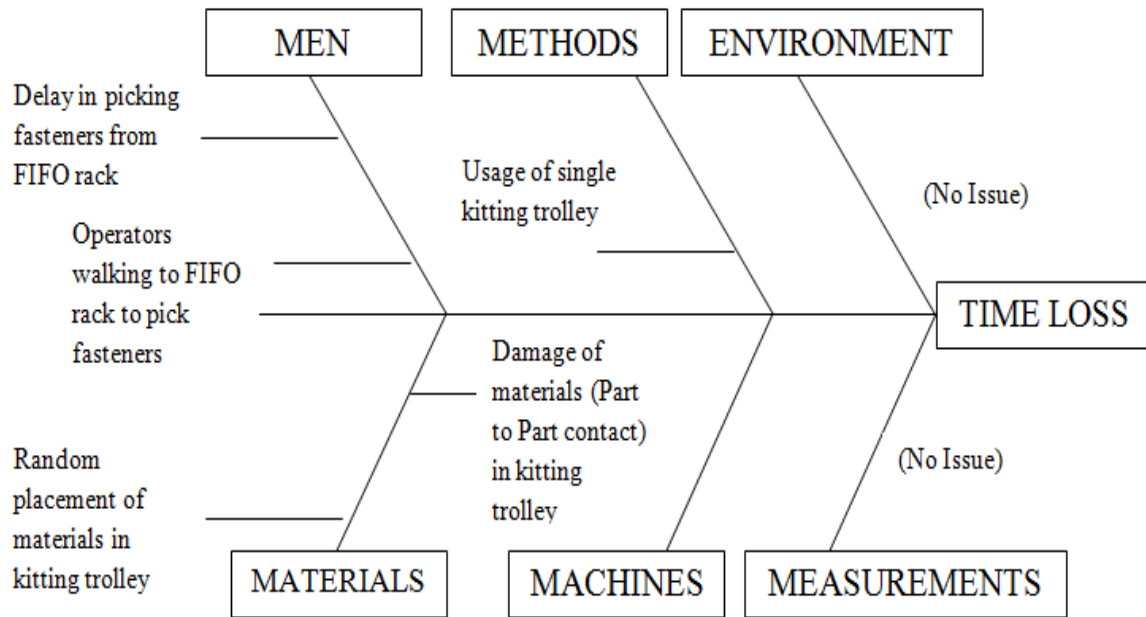 MEN
METHODS
ENVIRONMENT
Delay in picking
fasteners from
FIFO rack
Usage of single
kitting trolley
(No Issue)
Operators
walking to FIFO
rack to pick
fasteners
TIME LOSS
Damage of
materials (Part
to Part contact)
in kitting
trolley
Random
placement of
materials in
kitting trolley
(No Issue)
MATERIALS
MACHINES
MEASUREMENTS